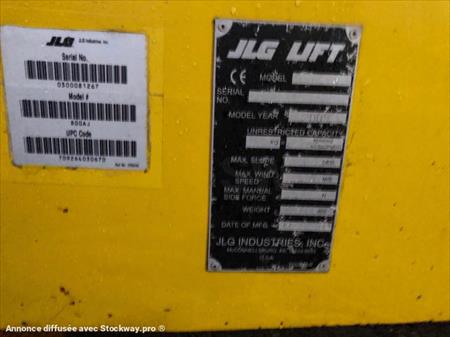 JLG JLG Industries, Inc.
Serial No.
0300081267
Model #
800AJ
UPC Code
JLG LIFT
CE MODEL
SERIAL NO.
MODEL YEAR
UNRESTRICTED CAPACITY
KG
MAX. SLOPE
MAX. WIND SPEED
MAX. MANUAL SIDE FORCE
N
WEIGHT
DATE OF MFG.
JLG INDUSTRIES, INC.
U.S.A.
Annonce diffusée avec Stockway.pro ®